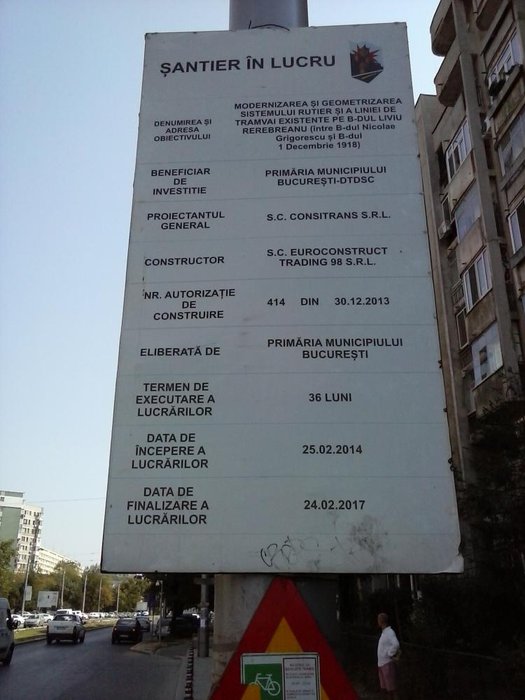 ȘANTIER ÎN LUCRU
DENUMIREA ȘI
ADRESA
OBIECTIVULUI
MODERNIZAREA ȘI GEOMETRIZAREA
SISTEMULUI RUTIER ȘI A LINIEI DE
TRAMVAI EXISTENTE PE B-DUL LIVIU
REREBREANU (între B-dul Nicolae
Grigorescu și B-dul
1 Decembrie 1918)
BENEFICIAR
DE
INVESTITIE
PRIMĂRIA MUNICIPIULUI
BUCUREȘTI-DTDSC
PROIECTANTUL
GENERAL
S.C. CONSITRANS S.R.L.
CONSTRUCTOR
S.C. EUROCONSTRUCT
TRADING 98 S.R.L.
NR. AUTORIZAȚIE
DE
CONSTRUIRE
414 DIN 30.12.2013
ELIBERATĂ DE
PRIMĂRIA MUNICIPIULUI
BUCUREȘTI
TERMEN DE
EXECUTARE A
LUCRĂRILOR
36 LUNI
DATA DE
ÎNCEPERE A
LUCRĂRILOR
25.02.2014
DATA DE
FINALIZARE A
LUCRĂRILOR
24.02.2017